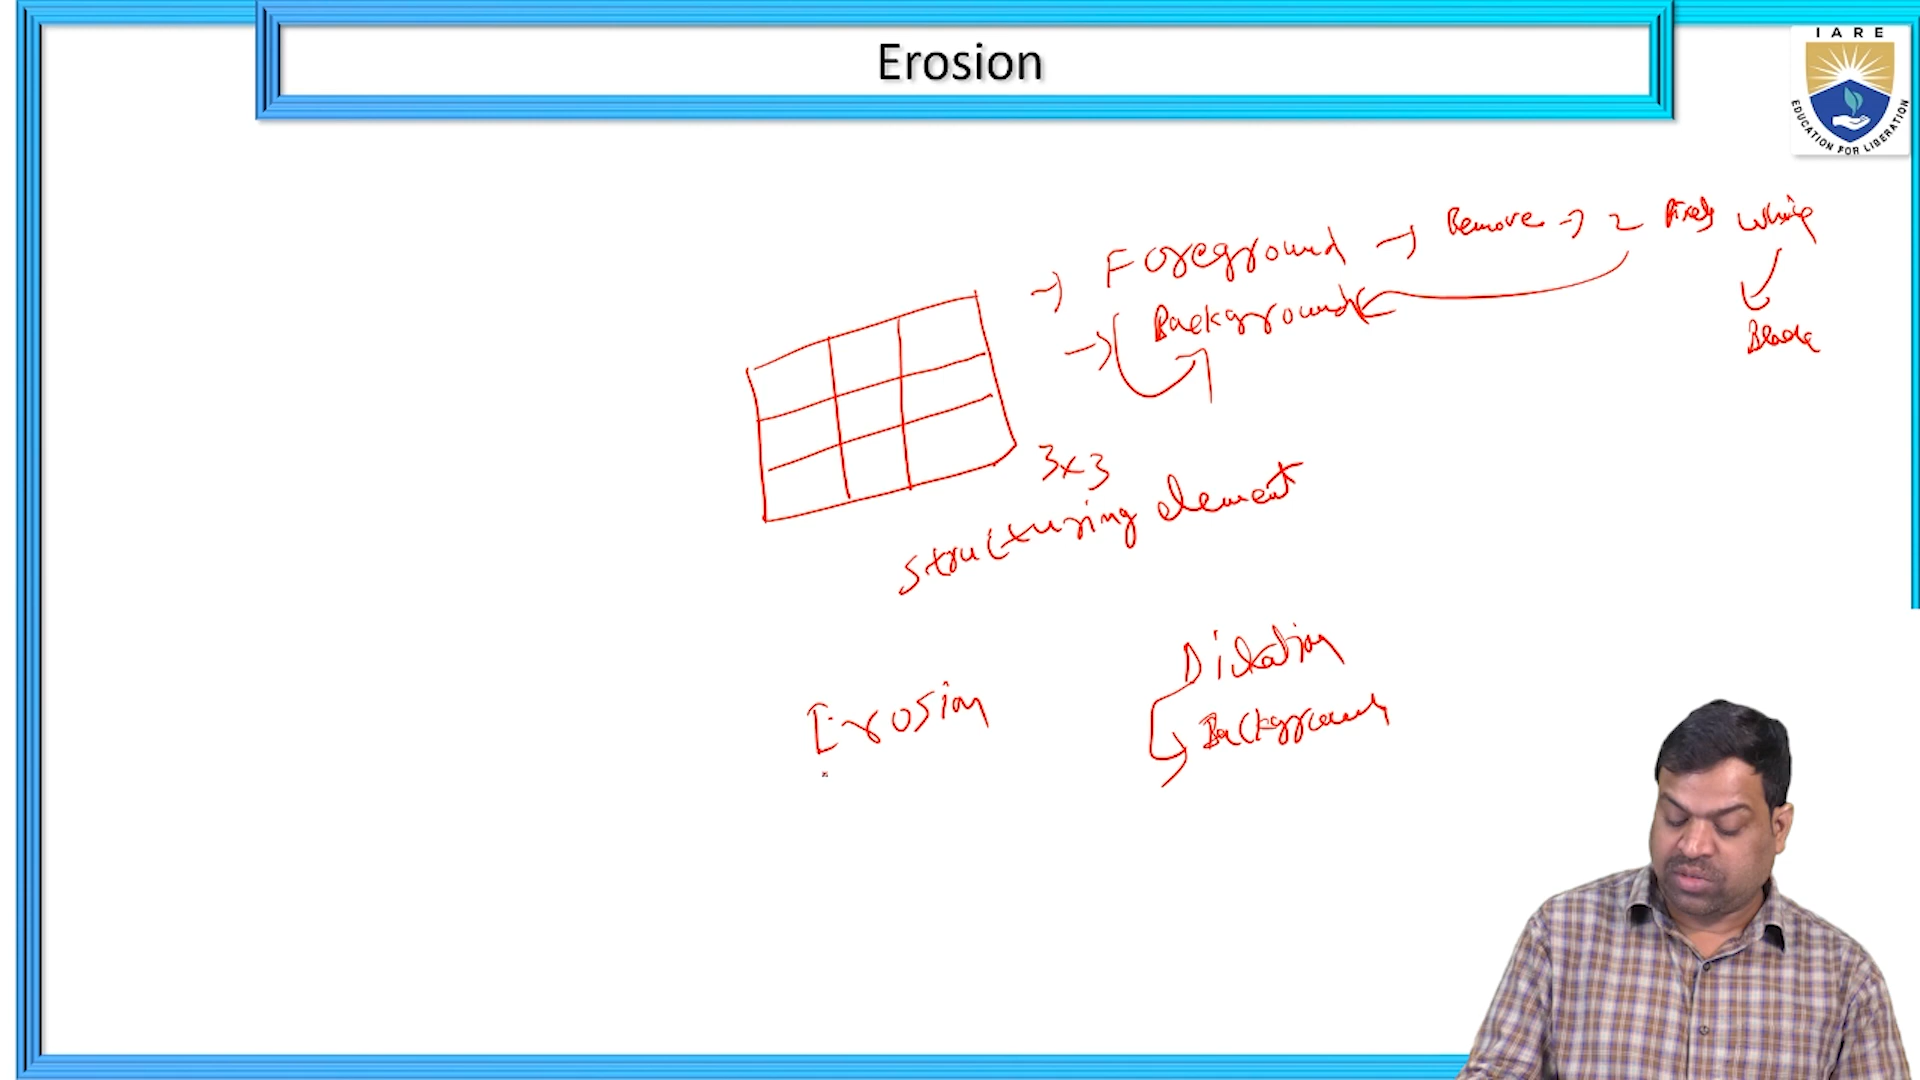 Erosion
IARE
EDUCATION FOR LIBERATION
→ Foreground → Remove → 2 Pixels white
→ Background
Black
3x3
structuring element
Dilation
Erosion
Background